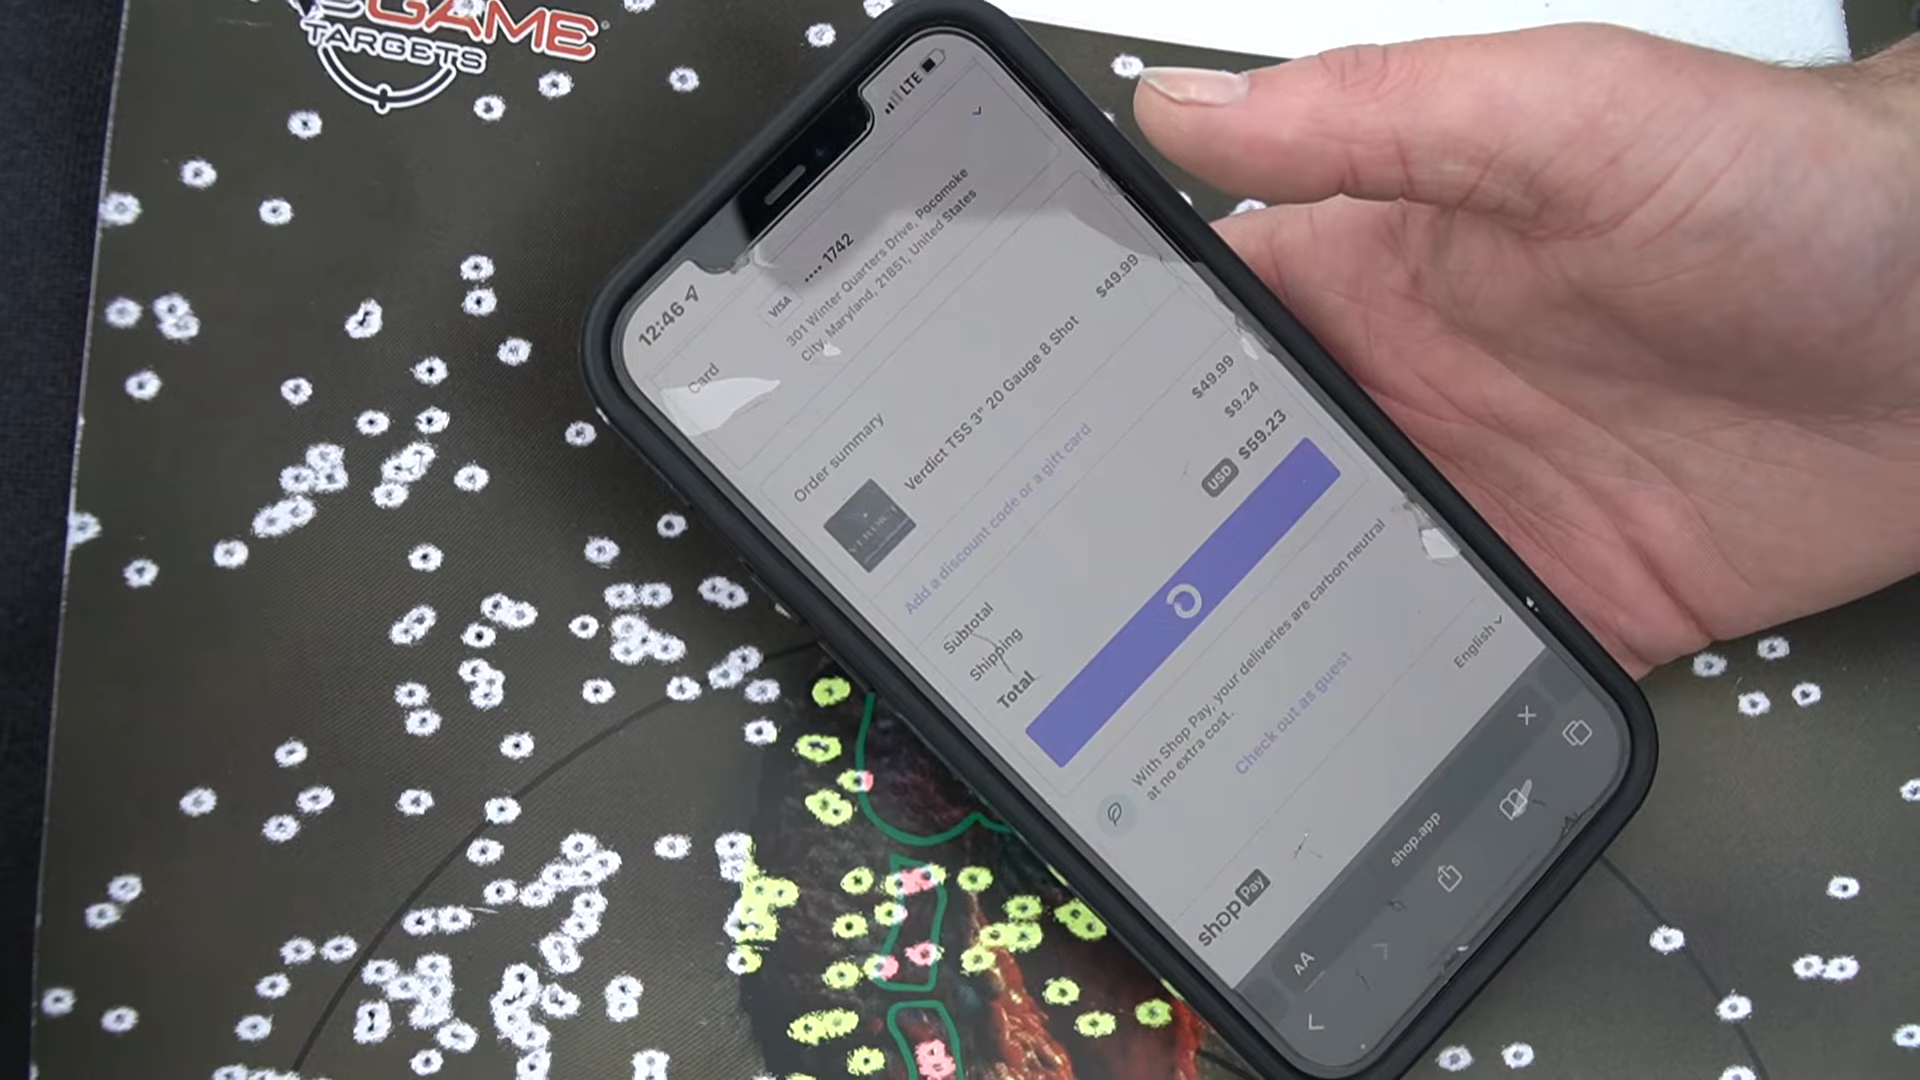 GAME
TARGETS
12:46
LTE
Card
VISA
.... 1742
301 Winter Quarters Drive, Pocomoke
City, Maryland, 21851, United States
Order summary
VERDICT
Verdict TSS 3" 20 Gauge 8 Shot
$49.99
Add a discount code or a gift card
Subtotal
$49.99
Shipping
$9.24
Total
USD $59.23
With Shop Pay, your deliveries are carbon neutral
at no extra cost.
Check out as guest
English
shop Pay
AA
shop.app